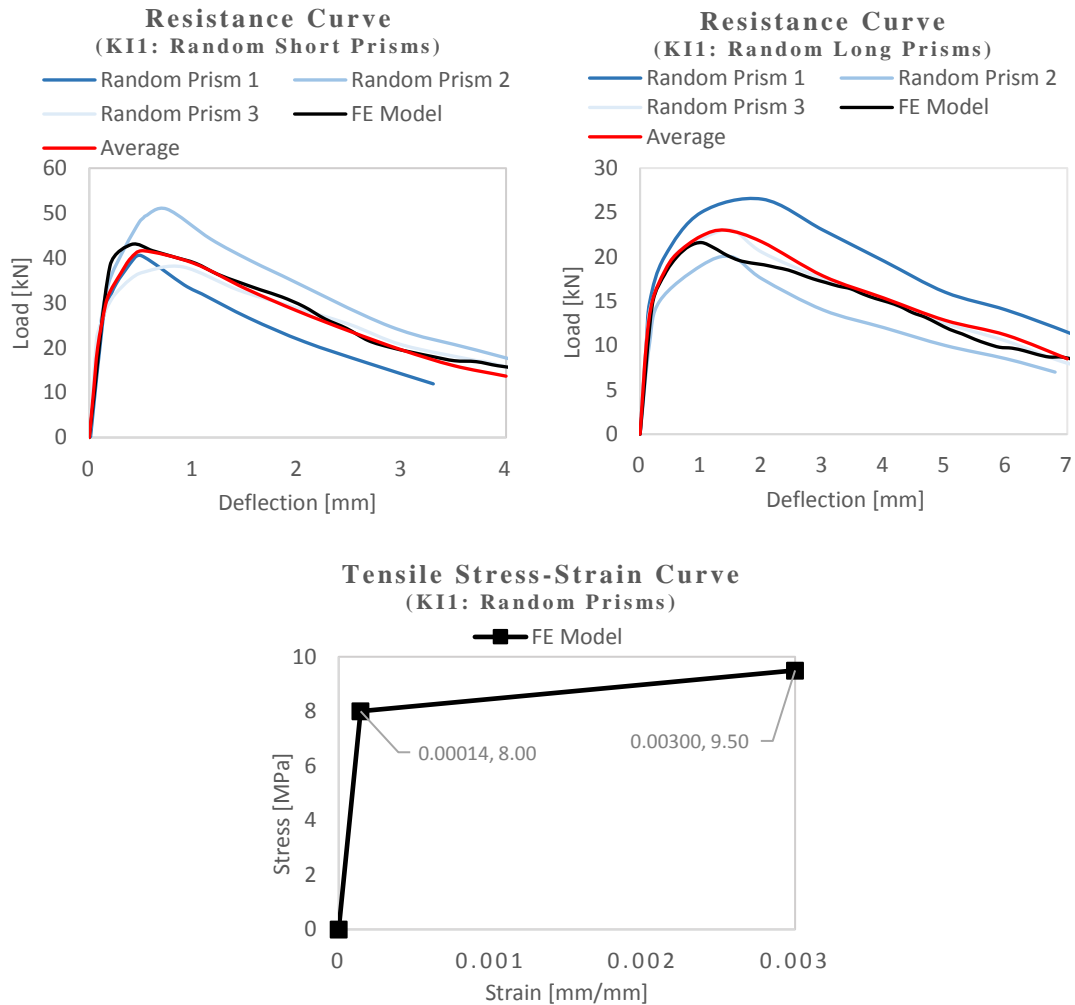 Resistance Curve
(KI1: Random Short Prisms)
Random Prism 1 Random Prism 2
Random Prism 3 FE Model
Average
60
50
40
30
20
10
0
Load [kN]
0 1 2 3 4
Deflection [mm]
Resistance Curve
(KI1: Random Long Prisms)
Random Prism 1 Random Prism 2
Random Prism 3 FE Model
Average
30
25
20
15
10
5
0
Load [kN]
0 1 2 3 4 5 6 7
Deflection [mm]
Tensile Stress-Strain Curve
(KI1: Random Prisms)
FE Model
10
8
6
4
2
0
Stress [MPa]
0.00014, 8.00
0.00300, 9.50
0 0.001 0.002 0.003
Strain [mm/mm]